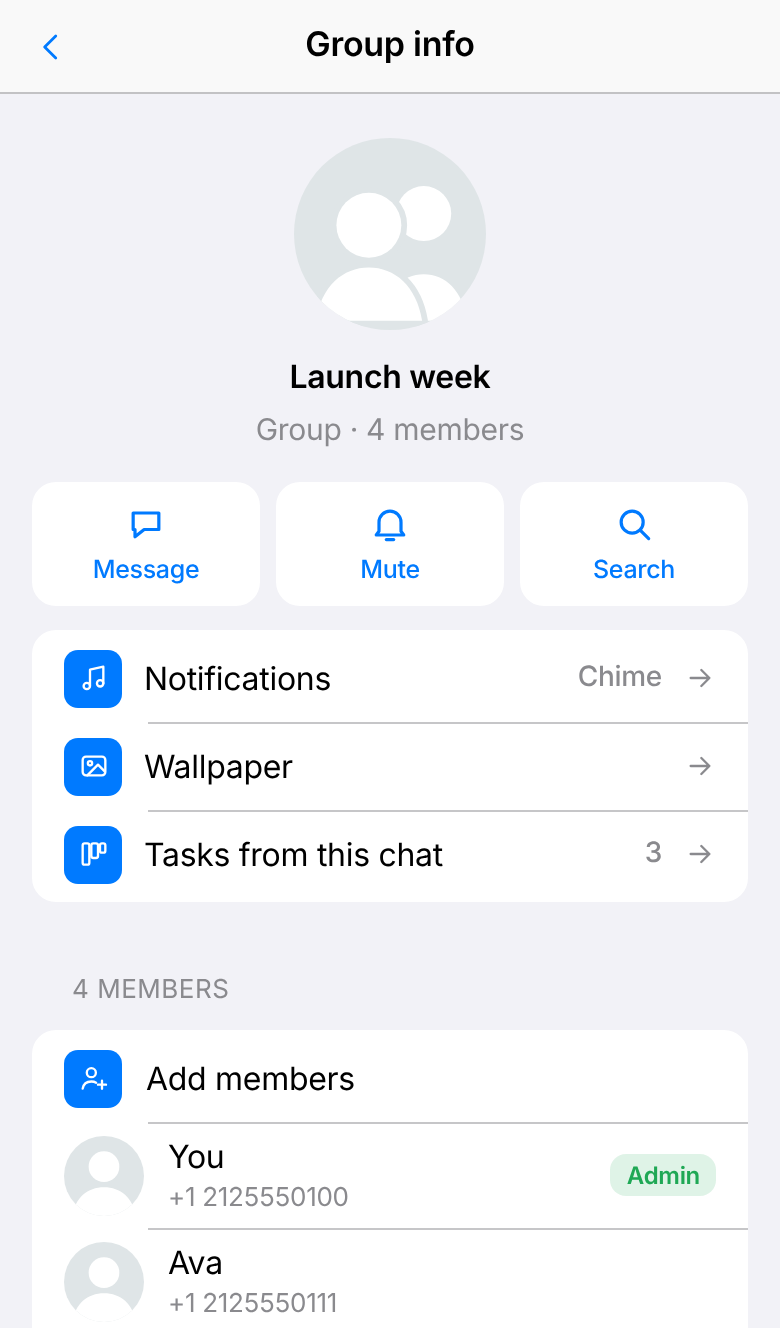 Group info
Launch week
Group · 4 members
Message
Mute
Search
Notifications
Chime
Wallpaper
Tasks from this chat
3
4 MEMBERS
Add members
You
+1 2125550100
Admin
Ava
+1 2125550111